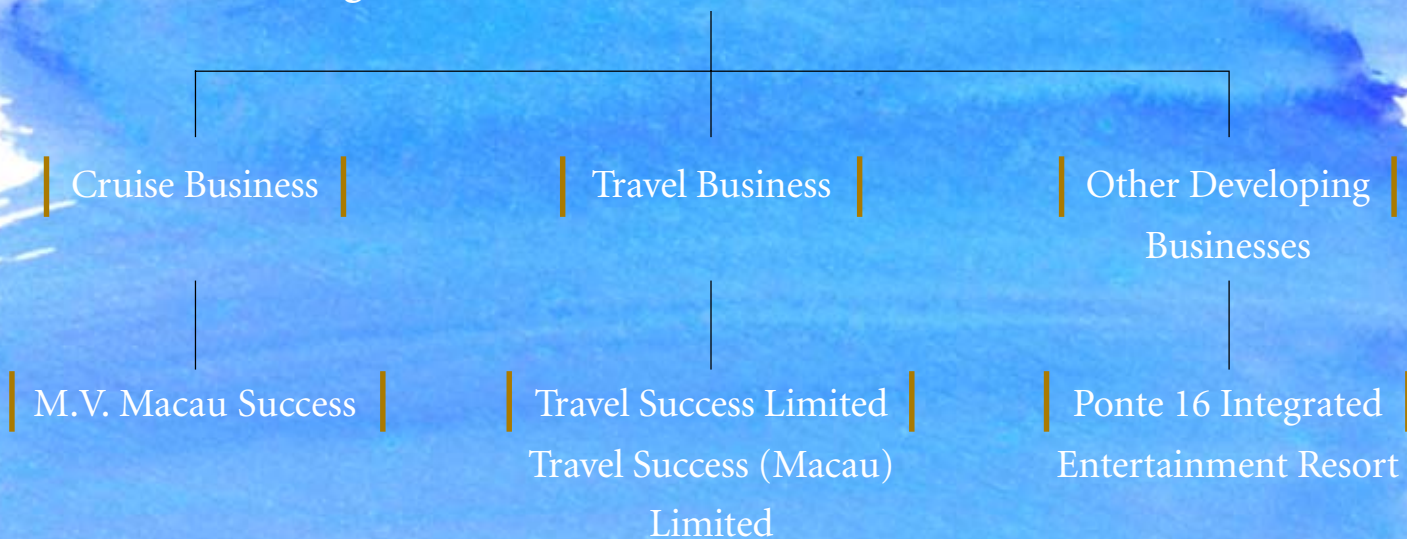 Cruise Business
Travel Business
Other Developing
Businesses
M.V. Macau Success
Travel Success Limited
Travel Success (Macau)
Limited
Ponte 16 Integrated
Entertainment Resort